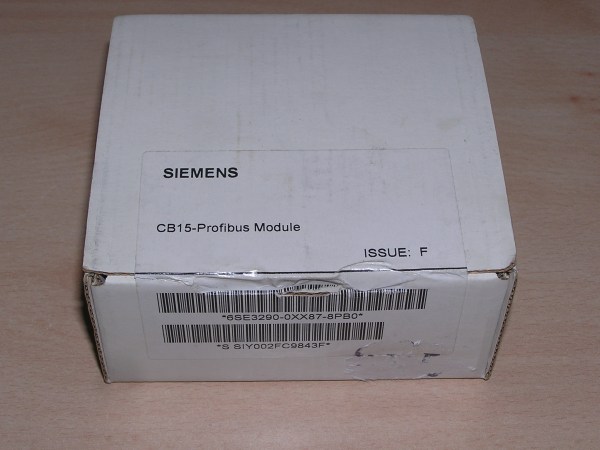 SIEMENS
CB15-Profibus Module
ISSUE: F
*6SE3290-0XX87-8PB0*
*S SIY002FC9843F*